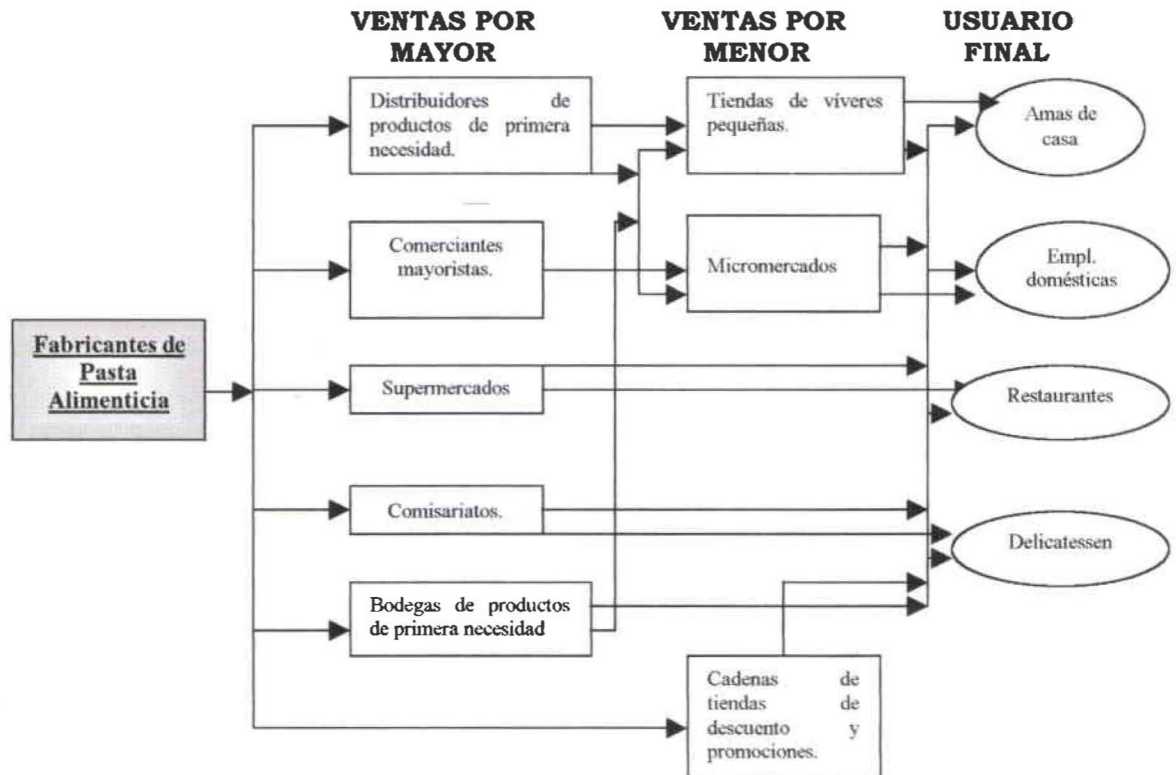 VENTAS POR
MAYOR
VENTAS POR
MENOR
USUARIO
FINAL
Distribuidores de
productos de primera
necesidad.
Tiendas de víveres
pequeñas.
Amas de
casa
Comerciantes
mayoristas.
Micromercados
Empl.
domésticas
Fabricantes de
Pasta
Alimenticia
Supermercados
Restaurantes
Comisariatos.
Delicatessen
Bodegas de productos
de primera necesidad
Cadenas de
tiendas de
descuento y
promociones.